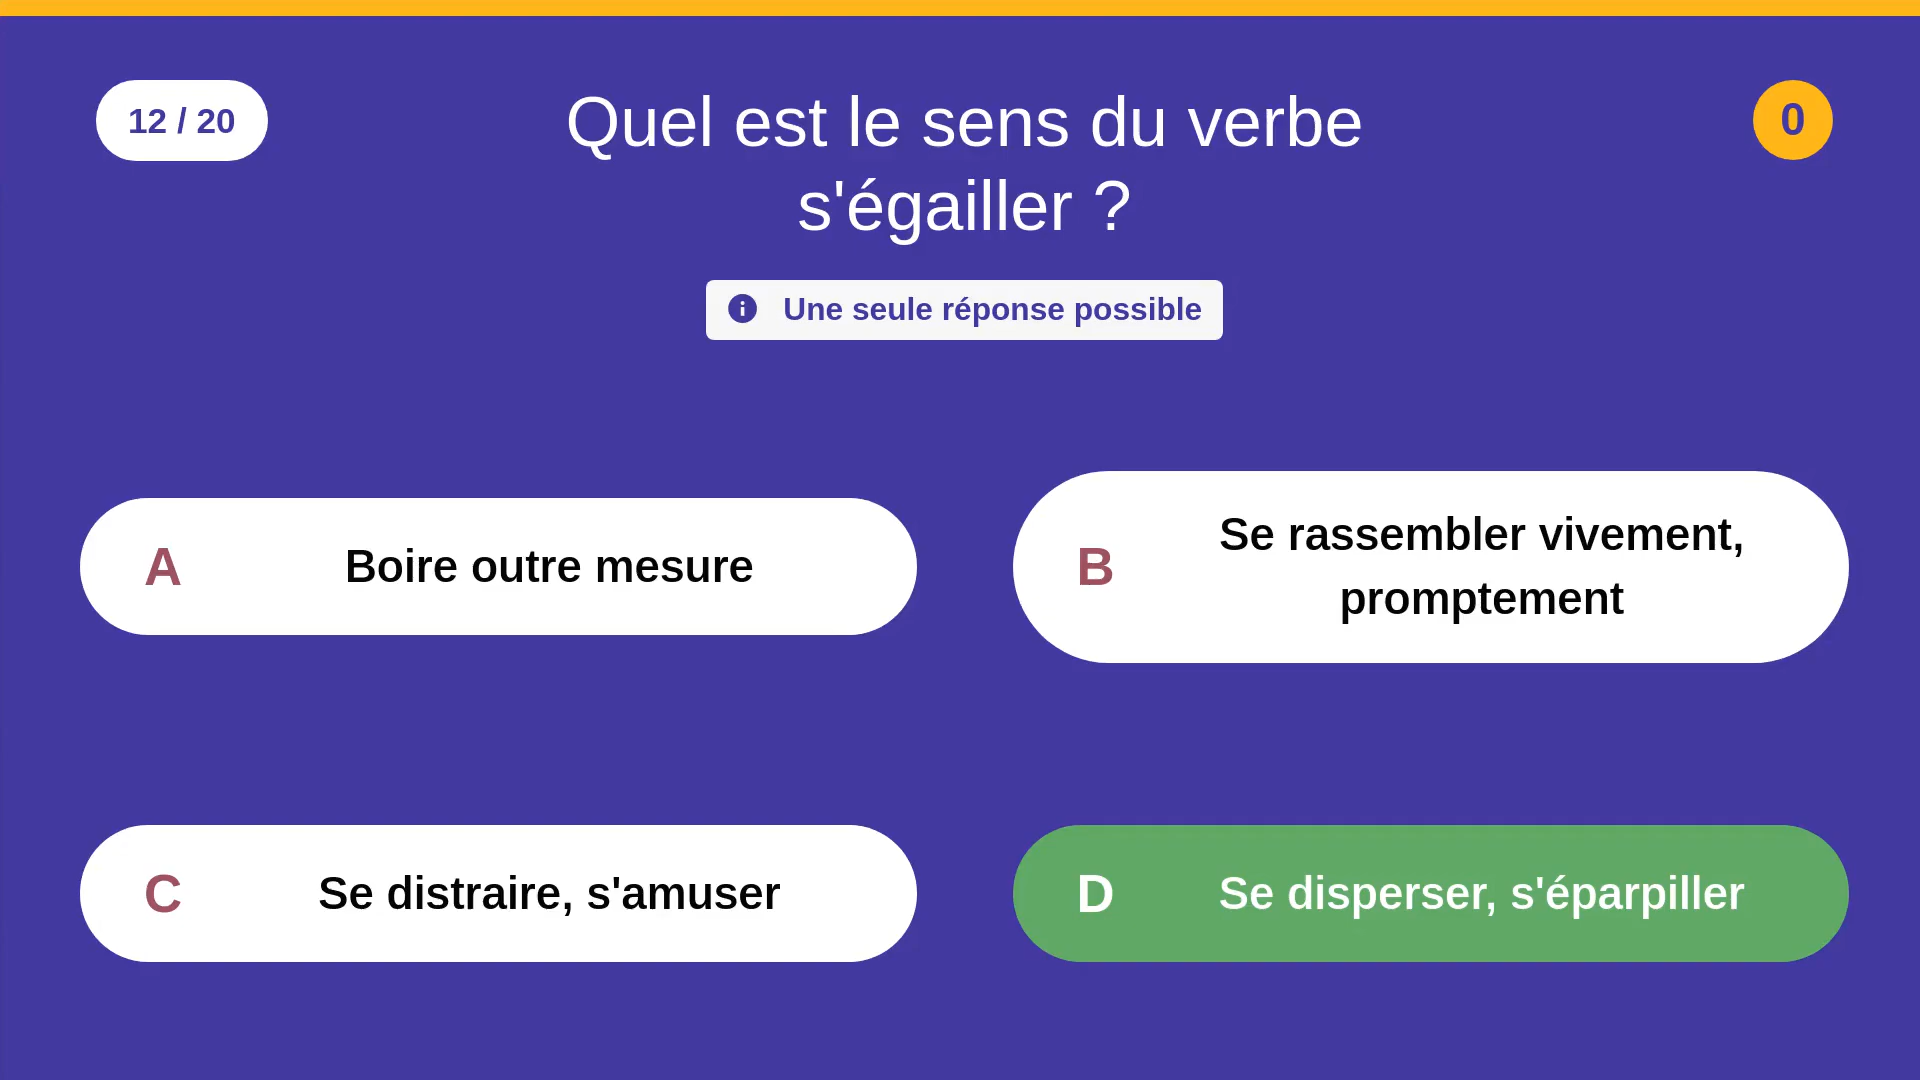 12 / 20
Quel est le sens du verbe
s'égailler ?
0
Une seule réponse possible
A
Boire outre mesure
B
Se rassembler vivement,
promptement
C
Se distraire, s'amuser
D
Se disperser, s'éparpiller